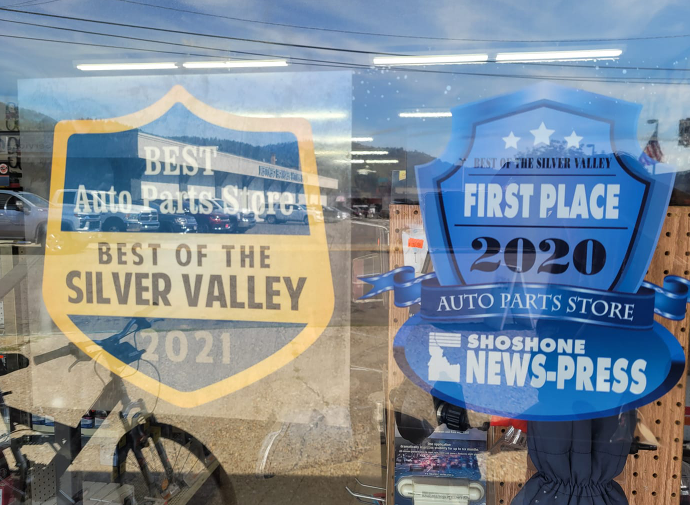 BEST
Auto Parts Store
BEST OF THE
SILVER VALLEY
2021
BEST OF THE SILVER VALLEY
FIRST PLACE
2020
AUTO PARTS STORE
SHOSHONE
NEWS-PRESS